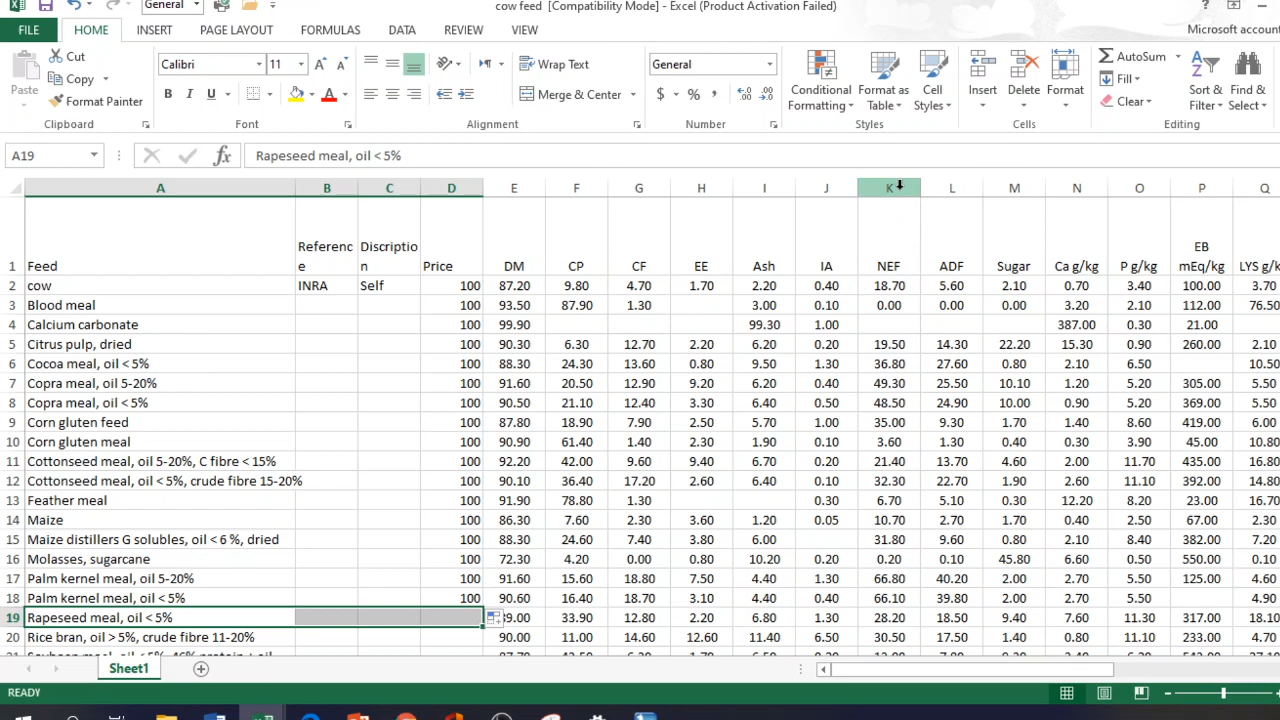 General
cow feed [Compatibility Mode] - Excel (Product Activation Failed)
?
FILE HOME INSERT PAGE LAYOUT FORMULAS DATA REVIEW VIEW
Microsoft account
Paste
Cut
Copy
Format Painter
Calibri 11
B I U
Wrap Text
Merge & Center
General
$ % ,
Conditional Formatting
Format as Table
Cell Styles
Insert Delete Format
AutoSum
Fill
Clear
Sort & Filter
Find & Select
Clipboard Font Alignment Number Styles Cells Editing
A19 fx Rapeseed meal, oil < 5%
A B C D E F G H I J K L M N O P Q
1 Feed Reference Discription Price DM CP CF EE Ash IA NEF ADF Sugar Ca g/kg P g/kg EB mEq/kg LYS g/k
2 cow INRA Self 100 87.20 9.80 4.70 1.70 2.20 0.40 18.70 5.60 2.10 0.70 3.40 100.00 3.70
3 Blood meal 100 93.50 87.90 1.30 3.00 0.10 0.00 0.00 0.00 3.20 2.10 112.00 76.50
4 Calcium carbonate 100 99.90 99.30 1.00 387.00 0.30 21.00
5 Citrus pulp, dried 100 90.30 6.30 12.70 2.20 6.20 0.20 19.50 14.30 22.20 15.30 0.90 260.00 2.10
6 Cocoa meal, oil < 5% 100 88.30 24.30 13.60 0.80 9.50 1.30 36.80 27.60 0.80 2.10 6.50 10.50
7 Copra meal, oil 5-20% 100 91.60 20.50 12.90 9.20 6.20 0.40 49.30 25.50 10.10 1.20 5.20 305.00 5.50
8 Copra meal, oil < 5% 100 90.50 21.10 12.40 3.30 6.40 0.50 48.50 24.90 10.00 0.90 5.20 369.00 5.50
9 Corn gluten feed 100 87.80 18.90 7.90 2.50 5.70 1.00 35.00 9.30 1.70 1.40 8.60 419.00 6.00
10 Corn gluten meal 100 90.90 61.40 1.40 2.60 1.90 0.10 3.60 1.30 0.40 0.30 3.90 45.00 10.80
11 Cottonseed meal, oil 5-20%, C fibre < 15% 100 92.20 42.00 9.60 9.40 6.70 0.20 21.40 13.70 4.60 2.00 11.70 435.00 16.80
12 Cottonseed meal, oil < 5%, crude fibre 15-20% 100 90.10 36.40 17.20 2.60 6.40 0.10 32.30 22.70 1.90 2.60 11.10 392.00 14.80
13 Feather meal 100 91.90 78.80 1.30 0.30 6.70 5.10 0.30 12.20 8.20 23.00 16.70
14 Maize 100 86.30 7.60 2.30 3.60 1.20 0.05 10.70 2.70 1.70 0.40 2.50 67.00 2.30
15 Maize distillers G solubles, oil < 6 %, dried 100 88.30 24.60 7.40 3.80 6.00 31.80 9.60 0.80 2.10 8.40 382.00 7.20
16 Molasses, sugarcane 100 72.30 4.20 0.00 0.80 10.20 0.20 0.20 0.10 45.80 6.60 0.50 550.00 0.10
17 Palm kernel meal, oil 5-20% 100 91.60 15.60 18.80 7.50 4.40 1.30 66.80 40.20 2.00 2.70 5.50 125.00 4.60
18 Palm kernel meal, oil < 5% 100 90.60 16.40 18.70 3.10 4.40 1.30 66.10 39.80 2.00 2.70 5.50 4.90
19 Rapeseed meal, oil < 5% 89.00 33.90 12.80 2.20 6.80 1.30 28.20 18.50 9.40 7.60 11.30 317.00 18.10
20 Rice bran, oil > 5%, crude fibre 11-20% 90.00 11.00 14.60 12.60 11.40 6.50 30.50 17.50 1.40 0.80 11.10 233.00 4.70
Sheet1
READY